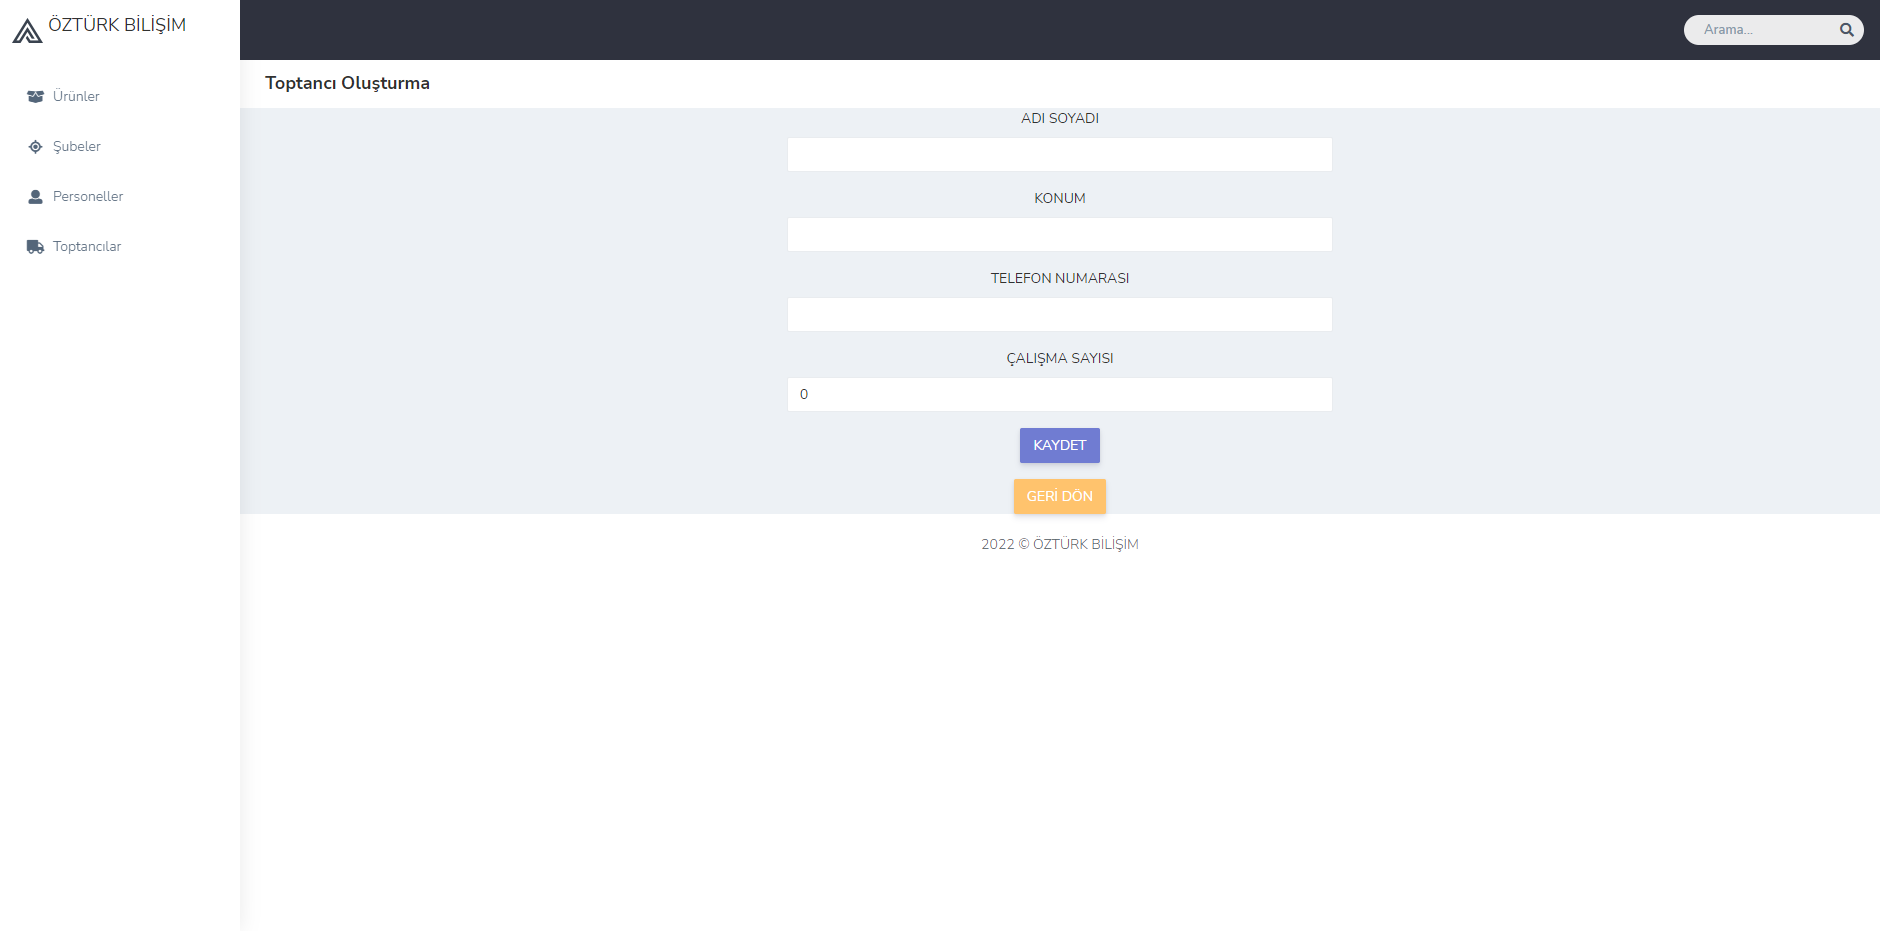 ÖZTÜRK BİLİŞİM
Arama...
Ürünler
Şubeler
Personeller
Toptancılar
Toptancı Oluşturma
ADI SOYADI
KONUM
TELEFON NUMARASI
ÇALIŞMA SAYISI
0
KAYDET
GERİ DÖN
2022 © ÖZTÜRK BİLİŞİM